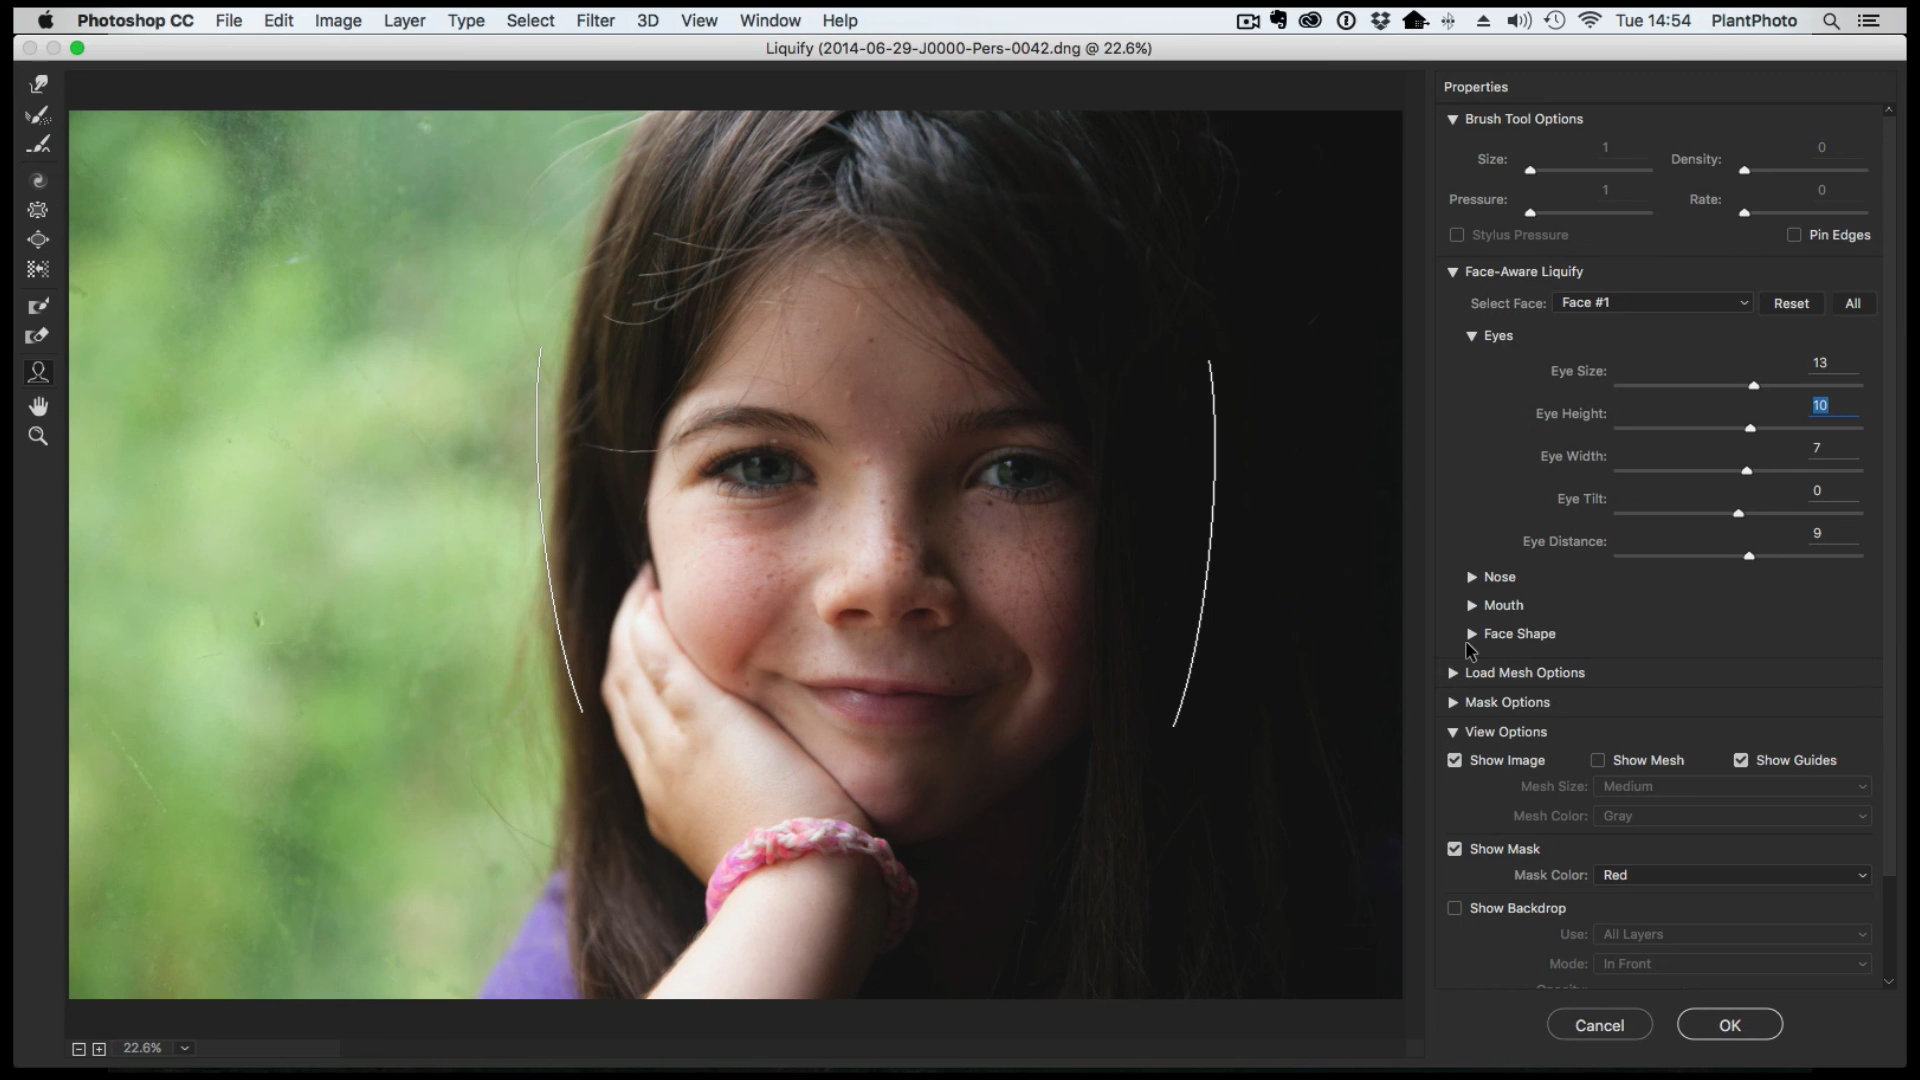 Photoshop CC File Edit Image Layer Type Select Filter 3D View Window Help Tue 14:54 PlantPhoto
Liquify (2014-06-29-J0000-Pers-0042.dng @ 22.6%)
Properties
Brush Tool Options
Size: 1 Density: 0
Pressure: 1 Rate: 0
Stylus Pressure Pin Edges
Face-Aware Liquify
Select Face: Face #1 Reset All
Eyes
Eye Size: 13
Eye Height: 10
Eye Width: 7
Eye Tilt: 0
Eye Distance: 9
Nose
Mouth
Face Shape
Load Mesh Options
Mask Options
View Options
Show Image Show Mesh Show Guides
Mesh Size: Medium
Mesh Color: Gray
Show Mask
Mask Color: Red
Show Backdrop
Use: All Layers
Mode: In Front
Cancel OK
22.6%